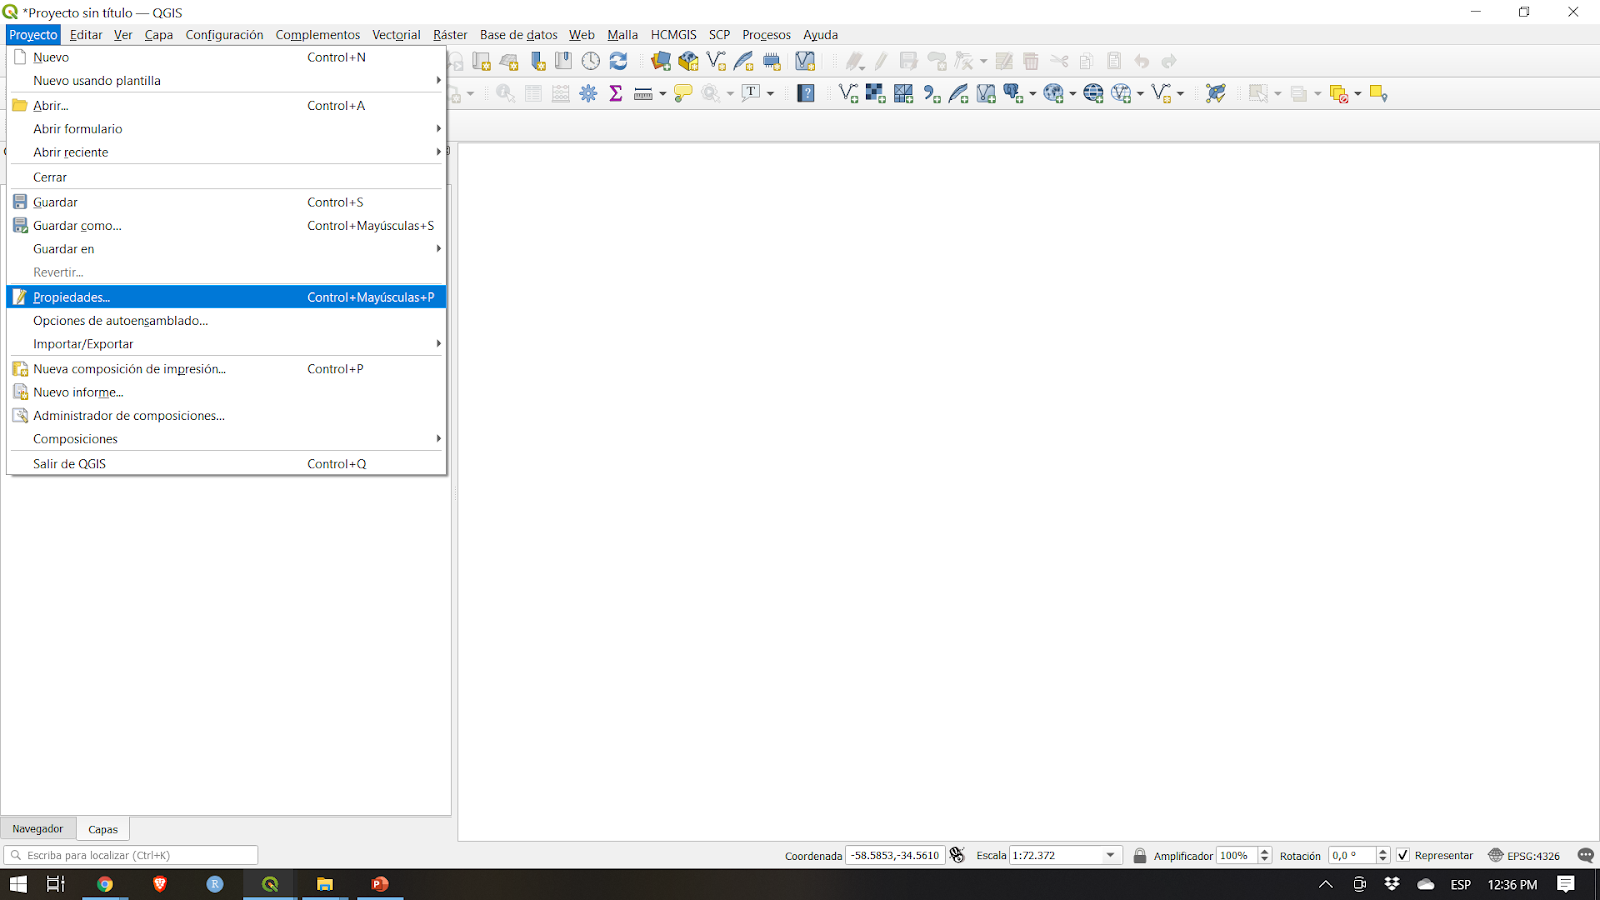 *Proyecto sin título — QGIS
Proyecto Editar Ver Capa Configuración Complementos Vectorial Ráster Base de datos Web Malla HCMGIS SCP Procesos Ayuda
Nuevo Control+N
Nuevo usando plantilla
Abrir... Control+A
Abrir formulario
Abrir reciente
Cerrar
Guardar Control+S
Guardar como... Control+Mayúsculas+S
Guardar en
Revertir...
Propiedades... Control+Mayúsculas+P
Opciones de autoensamblado...
Importar/Exportar
Nueva composición de impresión... Control+P
Nuevo informe...
Administrador de composiciones...
Composiciones
Salir de QGIS Control+Q
Navegador Capas
Escriba para localizar (Ctrl+K) Coordenada -58.5853,-34.5610 Escala 1:72.372 Amplificador 100% Rotación 0,0 ° Representar EPSG:4326
ESP 12:36 PM